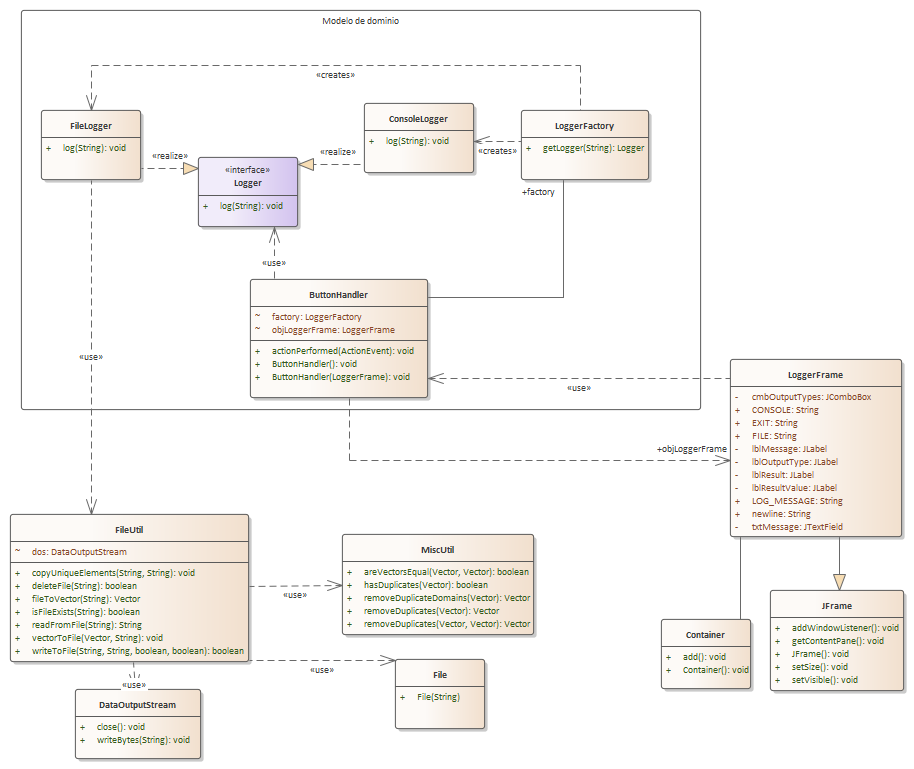 Modelo de dominio
«creates»
FileLogger
+ log(String): void
ConsoleLogger
+ log(String): void
LoggerFactory
+ getLogger(String): Logger
«realize»
«realize»
«creates»
«interface»
Logger
+ log(String): void
+factory
«use»
ButtonHandler
~ factory: LoggerFactory
~ objLoggerFrame: LoggerFrame
+ actionPerformed(ActionEvent): void
+ ButtonHandler(): void
+ ButtonHandler(LoggerFrame): void
«use»
«use»
+objLoggerFrame
LoggerFrame
- cmbOutputTypes: JComboBox
+ CONSOLE: String
+ EXIT: String
+ FILE: String
- lblMessage: JLabel
- lblOutputType: JLabel
- lblResult: JLabel
- lblResultValue: JLabel
+ LOG_MESSAGE: String
+ newline: String
- txtMessage: JTextField
FileUtil
~ dos: DataOutputStream
+ copyUniqueElements(String, String): void
+ deleteFile(String): boolean
+ fileToVector(String): Vector
+ isFileExists(String): boolean
+ readFromFile(String): String
+ vectorToFile(Vector, String): void
+ writeToFile(String, String, boolean, boolean): boolean
«use»
MiscUtil
+ areVectorsEqual(Vector, Vector): boolean
+ hasDuplicates(Vector): boolean
+ removeDuplicateDomains(Vector): Vector
+ removeDuplicates(Vector): Vector
+ removeDuplicates(Vector, Vector): Vector
JFrame
+ addWindowListener(): void
+ getContentPane(): void
+ JFrame(): void
+ setSize(): void
+ setVisible(): void
Container
+ add(): void
+ Container(): void
«use»
File
+ File(String)
«use»
DataOutputStream
+ close(): void
+ writeBytes(String): void